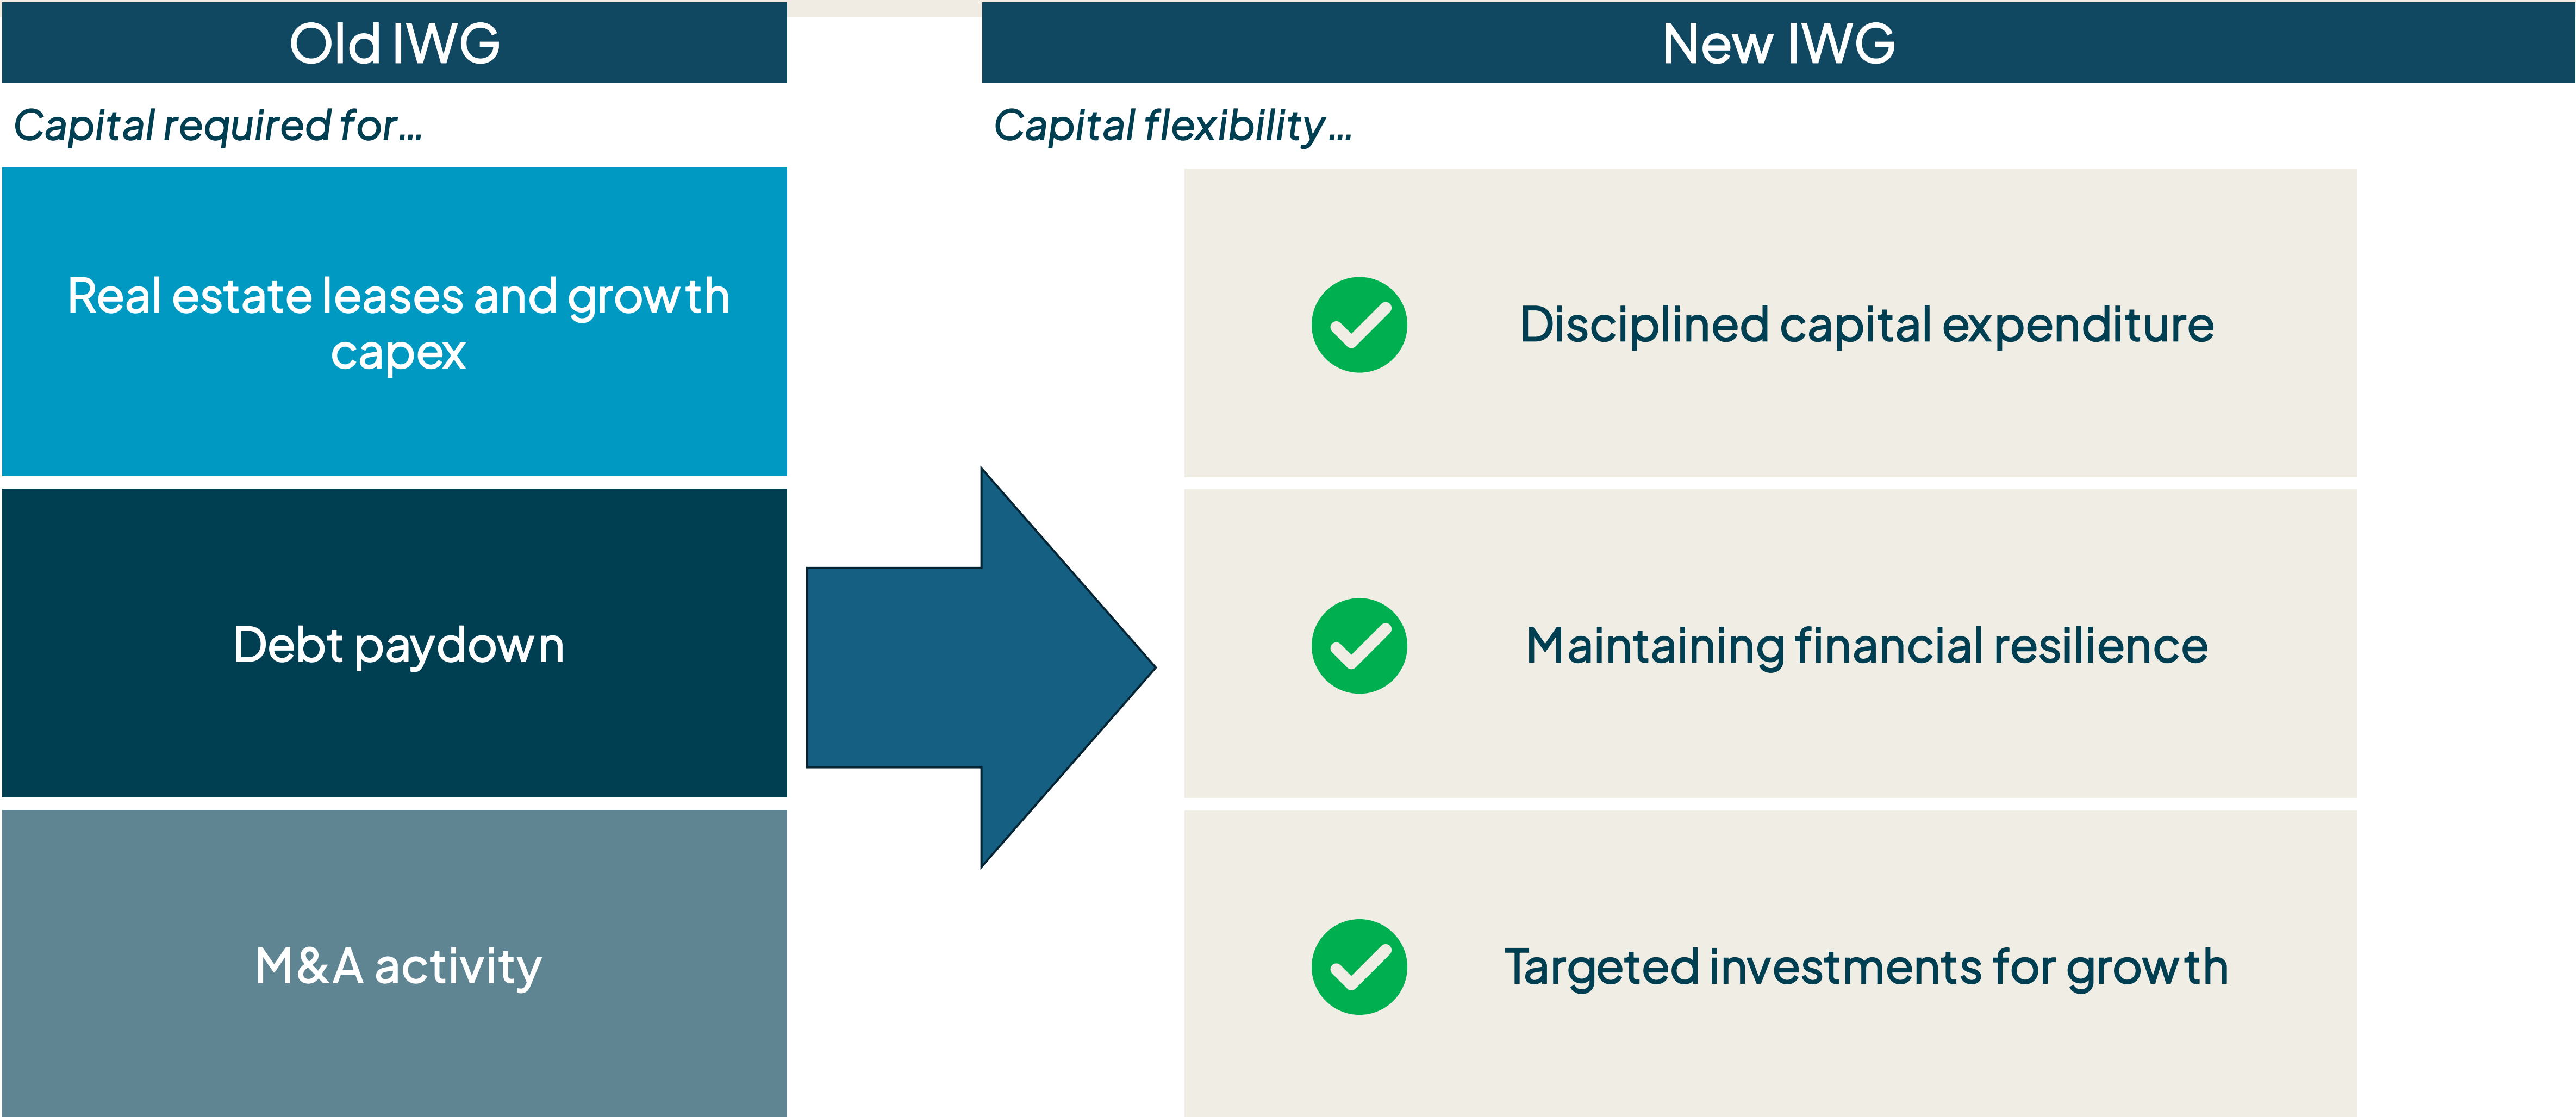 Old IWG
Capital required for...
Real estate leases and growth
capex
Debt paydown
M&A activity
New IWG
Capital flexibility...
Disciplined capital expenditure
Maintaining financial resilience
Targeted investments for growth